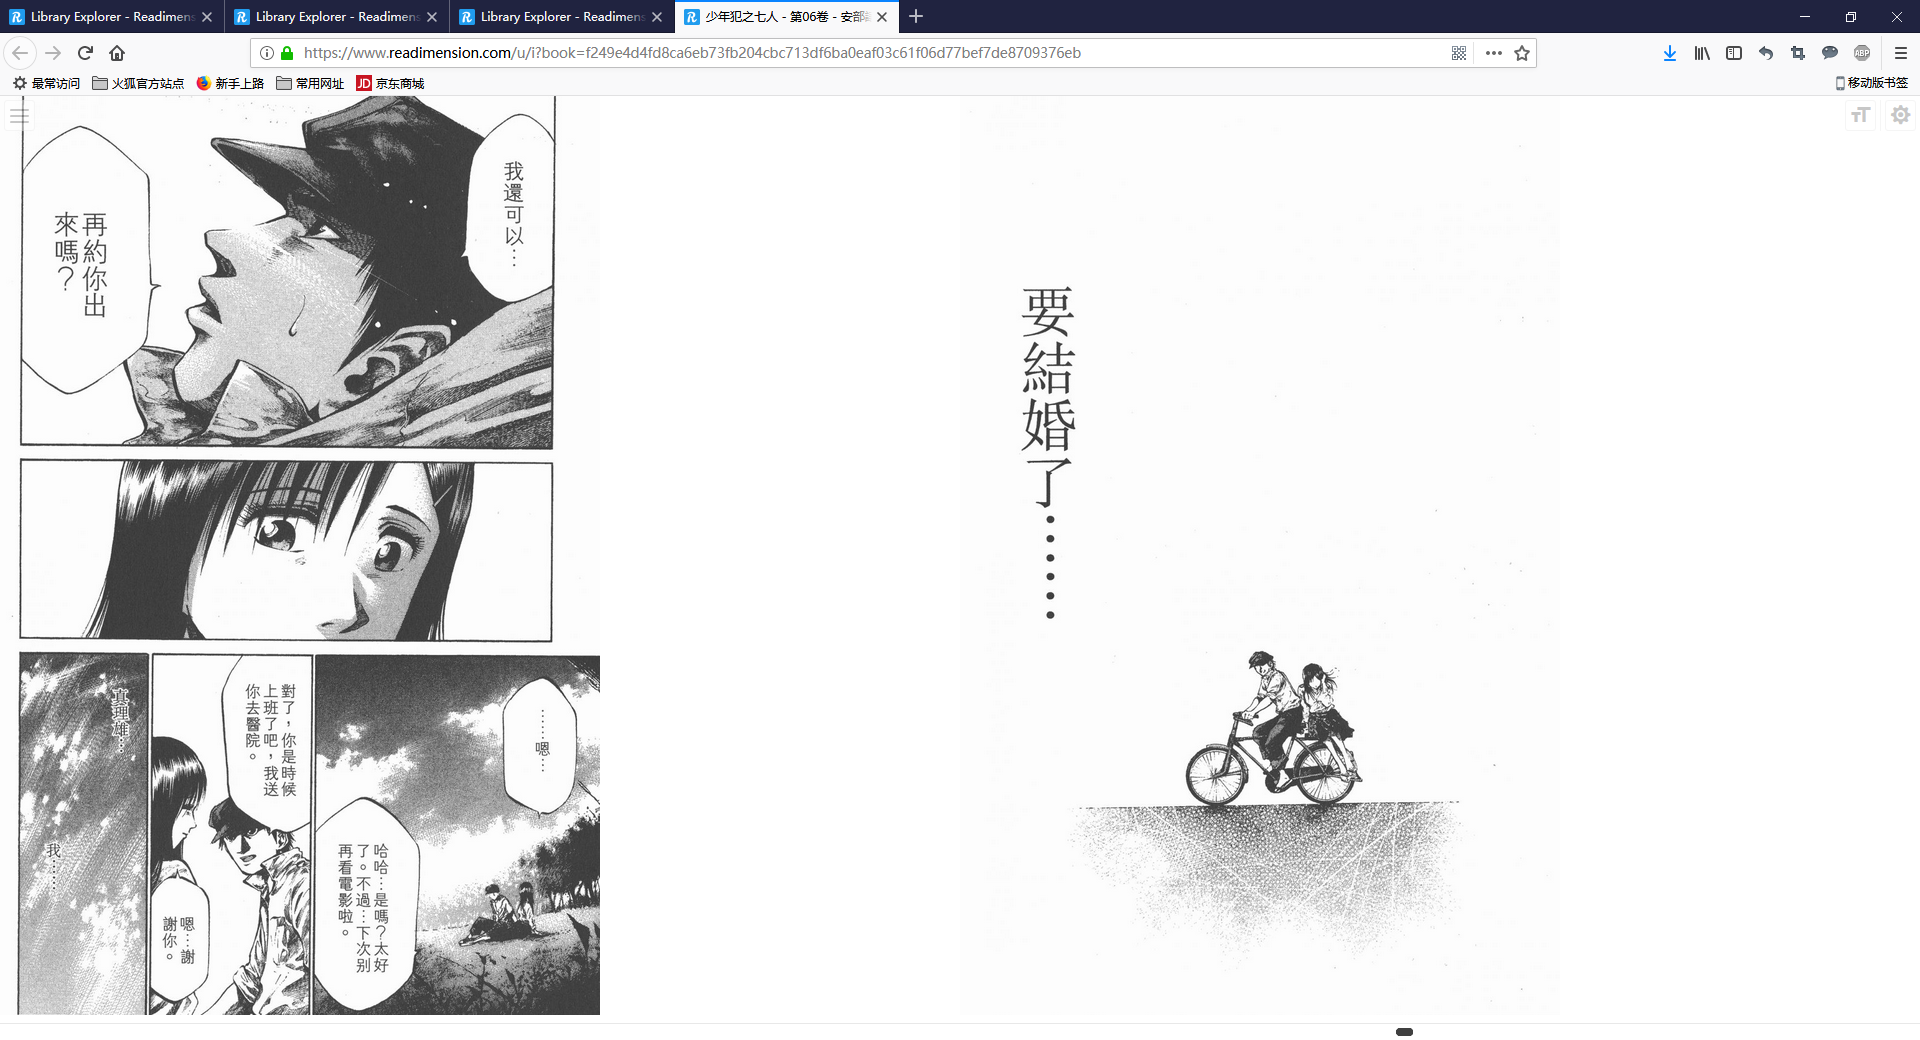 Library Explorer - Readimens
Library Explorer - Readimens
Library Explorer - Readimens
少年犯之七人 - 第06卷 - 安部
https://www.readimension.com/u/i?book=f249e4d4fd8ca6eb73fb204cbc713df6ba0eaf03c61f06d77bef7de8709376eb
最常访问
火狐官方站点
新手上路
常用网址
JD 京东商城
移动版书签
ABP
TT
我還可以…
再約你出
來嗎？
……嗯…
哈哈…是嗎？太好
了。不過…下次别
再看電影啦。
對了，你是時候
上班了吧，我送
你去醫院。
嗯…謝
謝你。
真理雄…
我……
要結婚了……